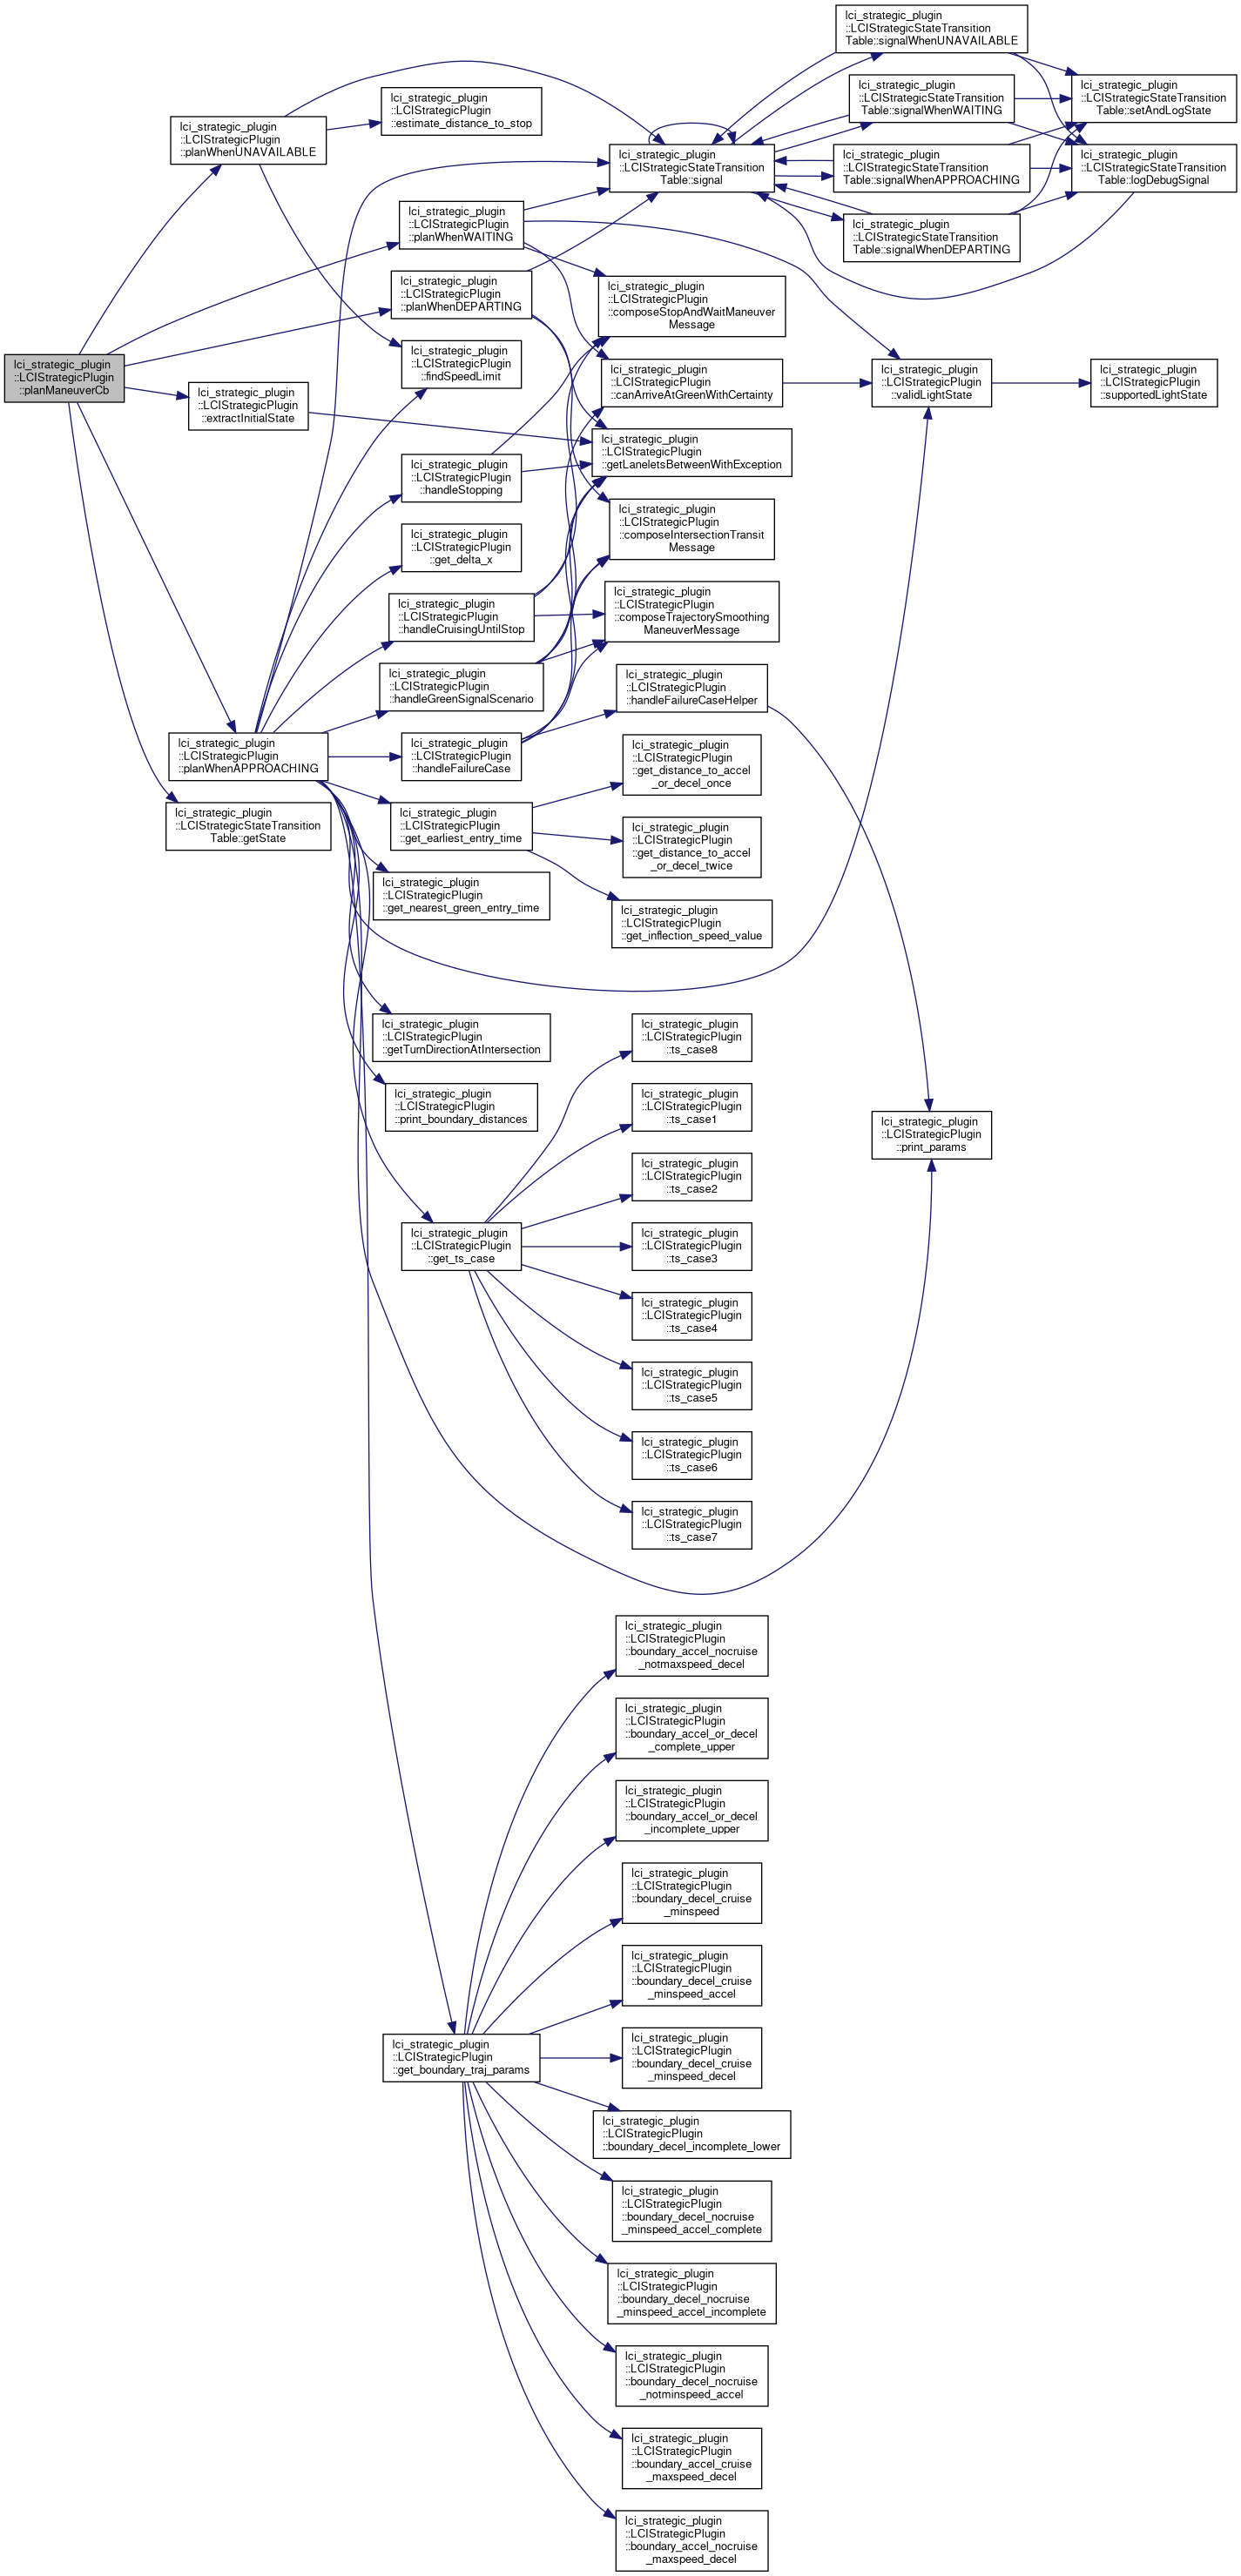 lci_strategic_plugin
::LCIStrategicPlugin
::planManeuverCb
lci_strategic_plugin
::LCIStrategicPlugin
::planWhenUNAVAILABLE
lci_strategic_plugin
::LCIStrategicPlugin
::extractInitialState
lci_strategic_plugin
::LCIStrategicPlugin
::planWhenAPPROACHING
lci_strategic_plugin
::LCIStrategicStateTransition
Table::getState
lci_strategic_plugin
::LCIStrategicPlugin
::estimate_distance_to_stop
lci_strategic_plugin
::LCIStrategicPlugin
::planWhenWAITING
lci_strategic_plugin
::LCIStrategicPlugin
::planWhenDEPARTING
lci_strategic_plugin
::LCIStrategicPlugin
::findSpeedLimit
lci_strategic_plugin
::LCIStrategicPlugin
::handleStopping
lci_strategic_plugin
::LCIStrategicPlugin
::get_delta_x
lci_strategic_plugin
::LCIStrategicPlugin
::handleCruisingUntilStop
lci_strategic_plugin
::LCIStrategicPlugin
::handleGreenSignalScenario
lci_strategic_plugin
::LCIStrategicPlugin
::handleFailureCase
lci_strategic_plugin
::LCIStrategicPlugin
::get_earliest_entry_time
lci_strategic_plugin
::LCIStrategicPlugin
::get_nearest_green_entry_time
lci_strategic_plugin
::LCIStrategicPlugin
::getTurnDirectionAtIntersection
lci_strategic_plugin
::LCIStrategicPlugin
::print_boundary_distances
lci_strategic_plugin
::LCIStrategicPlugin
::get_ts_case
lci_strategic_plugin
::LCIStrategicPlugin
::get_boundary_traj_params
lci_strategic_plugin
::LCIStrategicStateTransition
Table::signal
lci_strategic_plugin
::LCIStrategicPlugin
::composeStopAndWaitManeuver
Message
lci_strategic_plugin
::LCIStrategicPlugin
::canArriveAtGreenWithCertainty
lci_strategic_plugin
::LCIStrategicPlugin
::getLaneletsBetweenWithException
lci_strategic_plugin
::LCIStrategicPlugin
::composeIntersectionTransit
Message
lci_strategic_plugin
::LCIStrategicPlugin
::composeTrajectorySmoothing
ManeuverMessage
lci_strategic_plugin
::LCIStrategicPlugin
::handleFailureCaseHelper
lci_strategic_plugin
::LCIStrategicPlugin
::get_distance_to_accel
_or_decel_once
lci_strategic_plugin
::LCIStrategicPlugin
::get_distance_to_accel
_or_decel_twice
lci_strategic_plugin
::LCIStrategicPlugin
::get_inflection_speed_value
lci_strategic_plugin
::LCIStrategicPlugin
::ts_case8
lci_strategic_plugin
::LCIStrategicPlugin
::ts_case1
lci_strategic_plugin
::LCIStrategicPlugin
::ts_case2
lci_strategic_plugin
::LCIStrategicPlugin
::ts_case3
lci_strategic_plugin
::LCIStrategicPlugin
::ts_case4
lci_strategic_plugin
::LCIStrategicPlugin
::ts_case5
lci_strategic_plugin
::LCIStrategicPlugin
::ts_case6
lci_strategic_plugin
::LCIStrategicPlugin
::ts_case7
lci_strategic_plugin
::LCIStrategicPlugin
::boundary_accel_nocruise
_notmaxspeed_decel
lci_strategic_plugin
::LCIStrategicPlugin
::boundary_accel_or_decel
_complete_upper
lci_strategic_plugin
::LCIStrategicPlugin
::boundary_accel_or_decel
_incomplete_upper
lci_strategic_plugin
::LCIStrategicPlugin
::boundary_decel_cruise
_minspeed
lci_strategic_plugin
::LCIStrategicPlugin
::boundary_decel_cruise
_minspeed_accel
lci_strategic_plugin
::LCIStrategicPlugin
::boundary_decel_cruise
_minspeed_decel
lci_strategic_plugin
::LCIStrategicPlugin
::boundary_decel_incomplete_lower
lci_strategic_plugin
::LCIStrategicPlugin
::boundary_decel_nocruise
_minspeed_accel_complete
lci_strategic_plugin
::LCIStrategicPlugin
::boundary_decel_nocruise
_minspeed_accel_incomplete
lci_strategic_plugin
::LCIStrategicPlugin
::boundary_decel_nocruise
_notminspeed_accel
lci_strategic_plugin
::LCIStrategicPlugin
::boundary_accel_cruise
_maxspeed_decel
lci_strategic_plugin
::LCIStrategicPlugin
::boundary_accel_nocruise
_maxspeed_decel
lci_strategic_plugin
::LCIStrategicStateTransition
Table::signalWhenUNAVAILABLE
lci_strategic_plugin
::LCIStrategicStateTransition
Table::signalWhenWAITING
lci_strategic_plugin
::LCIStrategicStateTransition
Table::signalWhenAPPROACHING
lci_strategic_plugin
::LCIStrategicStateTransition
Table::signalWhenDEPARTING
lci_strategic_plugin
::LCIStrategicPlugin
::validLightState
lci_strategic_plugin
::LCIStrategicPlugin
::print_params
lci_strategic_plugin
::LCIStrategicStateTransition
Table::setAndLogState
lci_strategic_plugin
::LCIStrategicStateTransition
Table::logDebugSignal
lci_strategic_plugin
::LCIStrategicPlugin
::supportedLightState